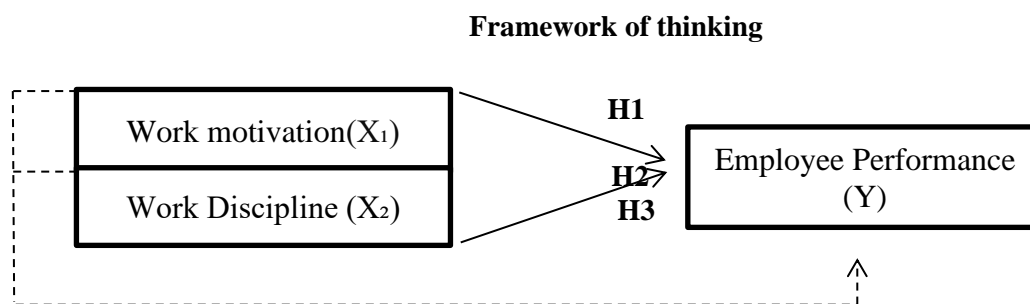 Framework of thinking
H1
Work motivation(X₁)
Employee Performance
(Y)
H2
Work Discipline (X₂)
H3